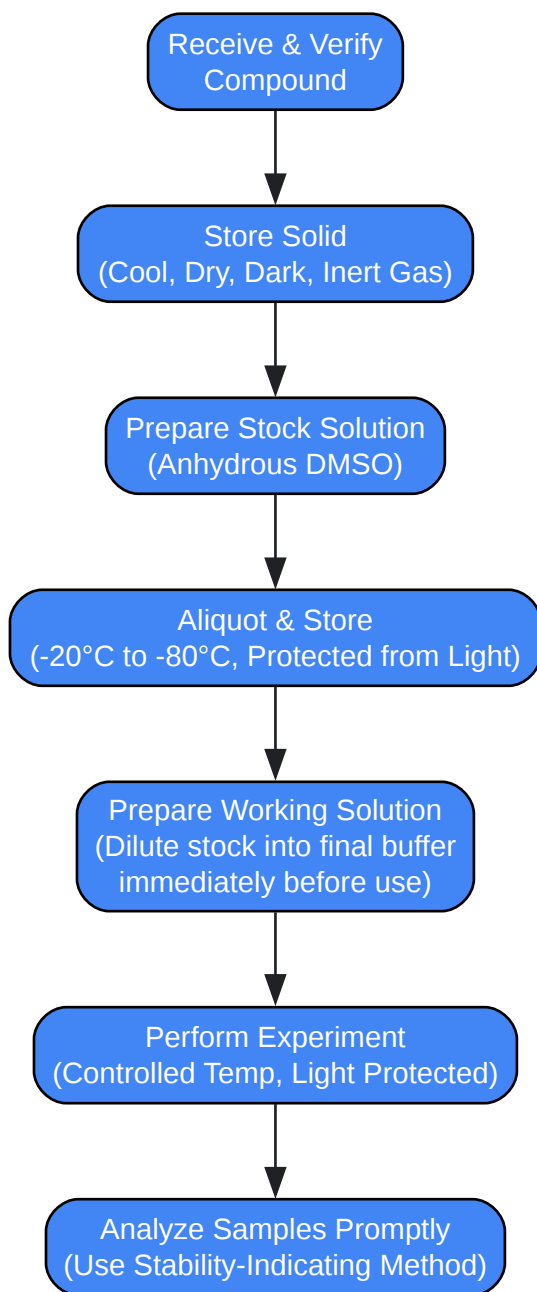 Receive & Verify
Compound
Store Solid
(Cool, Dry, Dark, Inert Gas)
Prepare Stock Solution
(Anhydrous DMSO)
Aliquot & Store
(-20°C to -80°C, Protected from Light)
Prepare Working Solution
(Dilute stock into final buffer
immediately before use)
Perform Experiment
(Controlled Temp, Light Protected)
Analyze Samples Promptly
(Use Stability-Indicating Method)